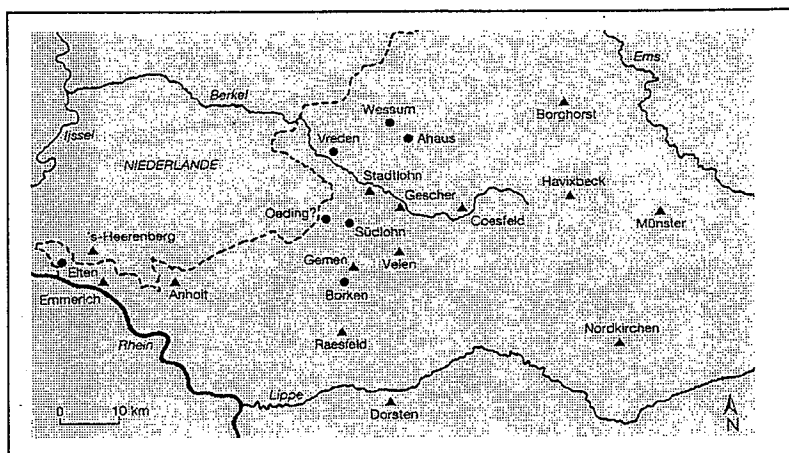 Ems
Berkel
Wessum
Borghorst
Ijssel
Vreden
Ahaus
NIEDERLANDE
Stadtlohn
Gescher
Havixbeck
Oeding?
Coesfeld
Südlohn
Münster
's-Heerenberg
Gemen
Velen
Elten
Emmerich
Anholt
Borken
Rhein
Raesfeld
Nordkirchen
Lippe
0 10 km
Dorsten
N